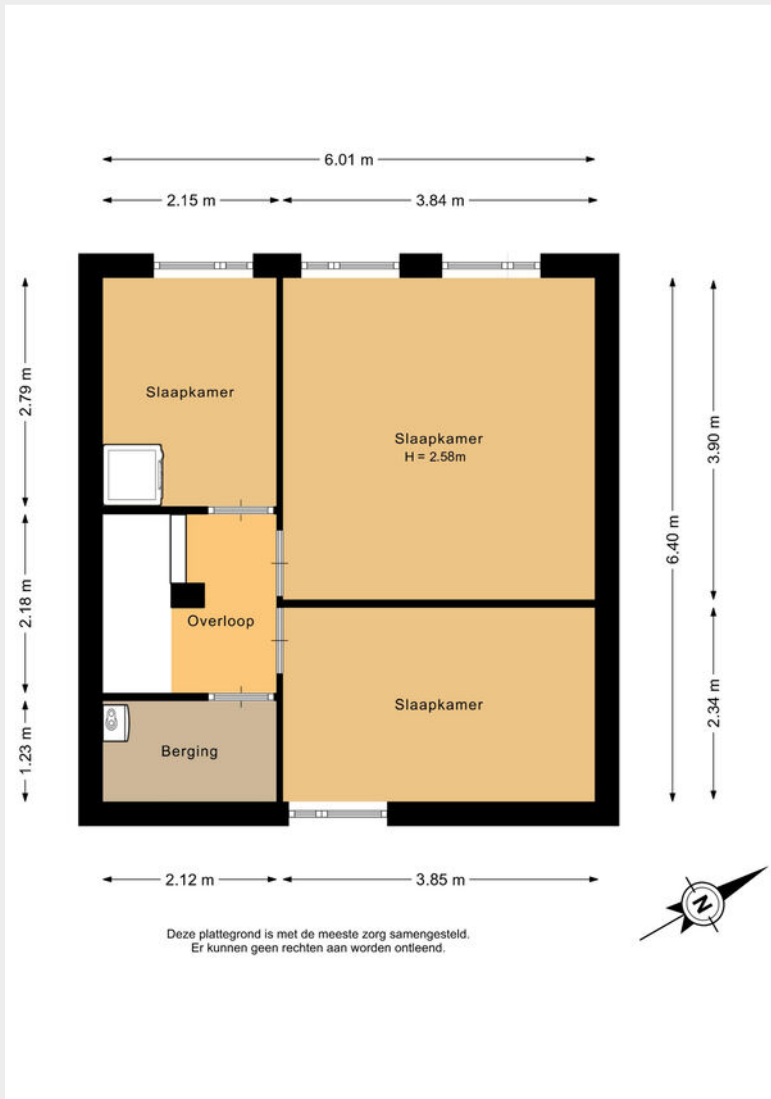 6.01 m
2.15 m
3.84 m
2.79 m
2.18 m
1.23 m
Slaapkamer
Slaapkamer
H = 2.58m
6.40 m
3.90 m
2.34 m
Overloop
Slaapkamer
Berging
2.12 m
3.85 m
N
Deze plattegrond is met de meeste zorg samengesteld.
Er kunnen geen rechten aan worden ontleend.